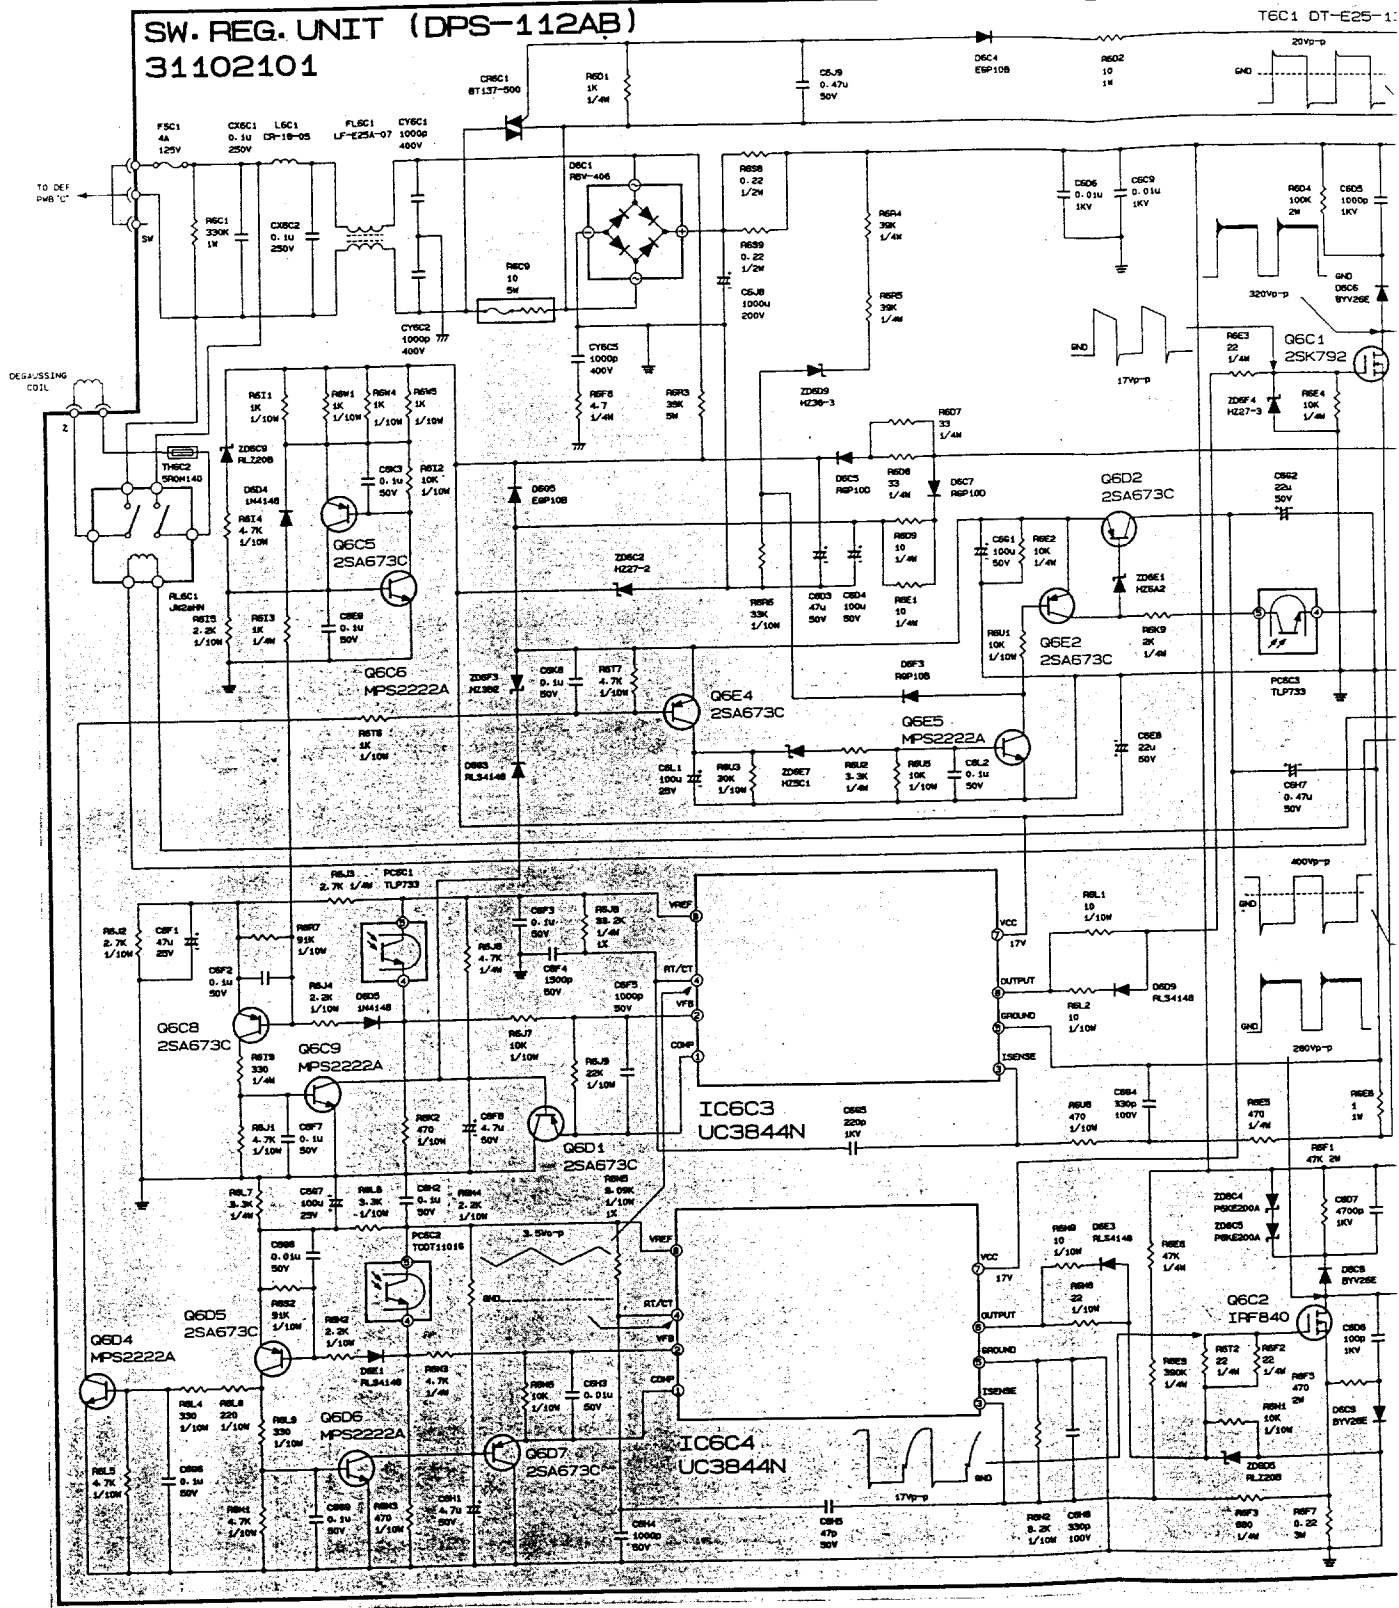 SW. REG. UNIT (DPS-112AB)
31102101
T6C1 DT-E25-1
20Vp-p
GND
D6C4
EGP10B
R6D2
10
1W
C6J9
0.47u
50V
R6D1
1K
1/4W
CR6C1
BT137-500
F5C1
4A
125V
CX6C1
0.1u
250V
L6C1
CR-18-05
FL6C1
LF-E25A-07
CY6C1
1000p
400V
TO DEF
PWB "C"
SW
R6C1
330K
1W
CX6C2
0.1u
250V
CY6C2
1000p
400V
R6C9
10
5W
D6C1
RBV-406
CY6C5
1000p
400V
R6F8
4.7
1/4W
R6S8
0.22
1/2W
R6S9
0.22
1/2W
C6J8
1000u
200V
R6R4
39K
1/4W
R6R5
39K
1/4W
ZD6D9
HZ36-3
C6D6
0.01u
1KV
C6C9
0.01u
1KV
R6D4
100K
2W
C6D5
1000p
1KV
GND
D6C6
BYV26E
320Vp-p
Q6C1
2SK792
R6E3
22
1/4W
GND
17Vp-p
ZD6F4
HZ27-3
R6E4
10K
1/4W
DEGAUSSING
COIL
2
TH6C2
5R0M140
RL6C1
R6I1
1K
1/10W
R6W1
1K
1/10W
R6W4
1K
1/10W
R6W5
1K
1/10W
ZD6C9
RLZ20B
D6D4
1N4148
R6I4
4.7K
1/10W
C6K3
0.1u
50V
R6I2
10K
1/10W
Q6C5
2SA673C
R6I5
2.2K
1/10W
R6I3
1K
1/4W
C6E9
0.1u
50V
Q6C6
MPS2222A
R6R3
39K
5W
D6G5
EGP10B
ZD6C2
HZ27-2
R6D7
33
1/4W
D6C5
RGP10D
R6D8
33
1/4W
D6C7
RGP10D
R6D9
10
1/4W
R6E1
10
1/4W
C6D3
47u
50V
C6D4
100u
50V
R6R6
33K
1/10W
Q6D2
2SA673C
C6G2
22u
50V
C6G1
100u
50V
R6E2
10K
1/4W
ZD6E1
HZ6A2
Q6E2
2SA673C
R6K9
2K
1/4W
R6U1
10K
1/10W
PC6C3
TLP733
D6F3
RGP10B
ZD6F3
C6K8
0.1u
50V
R6T7
4.7K
1/10W
Q6E4
2SA673C
R6T6
1K
1/10W
D6G3
RLS4148
C6L1
100u
25V
R6U3
30K
1/10W
ZD6E7
HZ5C1
R6U2
3.3K
1/4W
R6U5
10K
1/10W
C6L2
0.1u
50V
Q6E5
MPS2222A
C6E8
22u
50V
C6H7
0.47u
50V
400Vp-p
GND
R6J3
2.7K 1/4W
PC6C1
TLP733
R6J2
2.7K
1/10W
C6F1
47u
25V
R6R7
91K
1/10W
C6F2
0.1u
50V
R6J4
2.2K
1/10W
D6D5
1N4148
Q6C8
2SA673C
R6I9
330
1/4W
Q6C9
MPS2222A
R6J1
4.7K
1/10W
C6F7
0.1u
50V
R6J6
4.7K
1/4W
C6F3
0.1u
50V
R6J8
38.2K
1/4W
1%
C6F4
1500p
50V
C6F5
1000p
50V
R6J7
10K
1/10W
R6J9
22K
1/10W
R6K2
470
1/10W
C6F8
4.7u
50V
Q6D1
2SA673C
VREF
8
RT/CT
4
VFB
2
COMP
1
VCC
7
17V
OUTPUT
6
GROUND
5
ISENSE
3
IC6C3
UC3844N
R6L1
10
1/10W
R6L2
10
1/10W
D6D9
RLS4148
GND
280Vp-p
C6G5
220p
1KV
R6U8
470
1/10W
C6G4
330p
100V
R6E5
470
1/4W
R6E6
1
1W
R6L7
3.3K
1/4W
C6G7
100u
25V
R6L6
3.3K
1/4W
C6H2
0.1u
50V
R6H4
2.2K
1/10W
R6H5
8.09K
1/10W
1%
3.5Vp-p
GND
C6G8
0.01u
50V
PC6C2
TCDT1101G
R6S2
91K
1/10W
R6H2
2.2K
1/10W
D6E1
RLS4148
R6N3
4.7K
1/4W
Q6D5
2SA673C
Q6D4
MPS2222A
R6L4
330
1/10W
R6L8
220
1/10W
R6L9
330
1/10W
R6L5
4.7K
1/10W
C6G6
0.1u
50V
R6H1
4.7K
1/10W
Q6D6
MPS2222A
C6G9
0.1u
50V
R6H3
470
1/10W
C6H1
4.7u
50V
Q6D7
2SA673C
R6H6
10K
1/10W
C6H3
0.01u
50V
C6H4
1000p
50V
VREF
8
RT/CT
4
VFB
2
COMP
1
VCC
7
17V
OUTPUT
6
GROUND
5
ISENSE
3
IC6C4
UC3844N
GND
17Vp-p
C6H5
47p
50V
R6H9
10
1/10W
D6E3
RLS4148
R6H8
22
1/10W
R6N2
8.2K
1/10W
C6H6
330p
100V
R6E8
47K
1/4W
R6E9
390K
1/4W
ZD6C4
P6KE200A
ZD6C5
P6KE200A
R6F1
47K 2W
C6D7
4700p
1KV
D6C8
BYV26E
Q6C2
IRF840
C6D8
100p
1KV
R6T2
22
1/4W
R6F2
22
1/4W
R6F5
470
2W
D6C9
BYV26E
R6M1
10K
1/10W
ZD6D5
RLZ20B
R6F3
680
1/4W
R6F7
0.22
3W